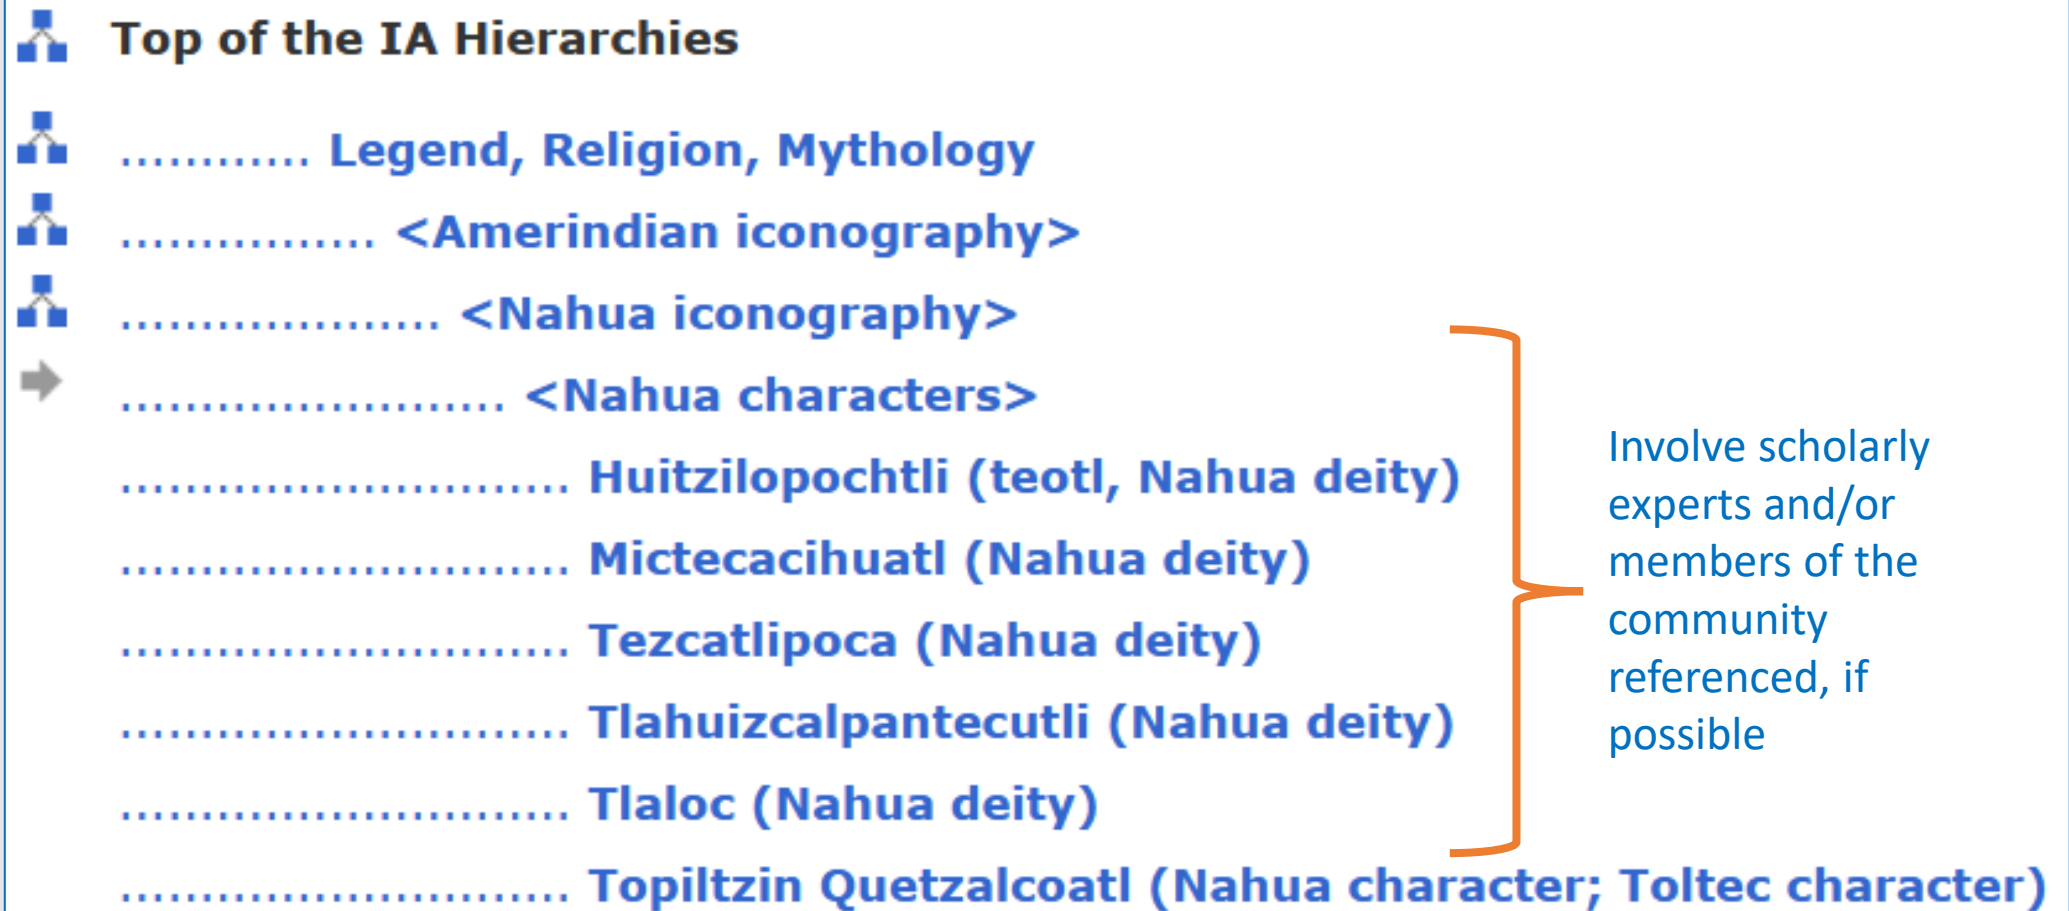 Top of the IA Hierarchies
............ Legend, Religion, Mythology
................ <Amerindian iconography>
.................... <Nahua iconography>
........................ <Nahua characters>
............................ Huitzilopochtli (teotl, Nahua deity)
............................ Mictecacihuatl (Nahua deity)
............................ Tezcatlipoca (Nahua deity)
............................ Tlahuizcalpantecutli (Nahua deity)
............................ Tlaloc (Nahua deity)
............................ Topiltzin Quetzalcoatl (Nahua character; Toltec character)
Involve scholarly
experts and/or
members of the
community
referenced, if
possible